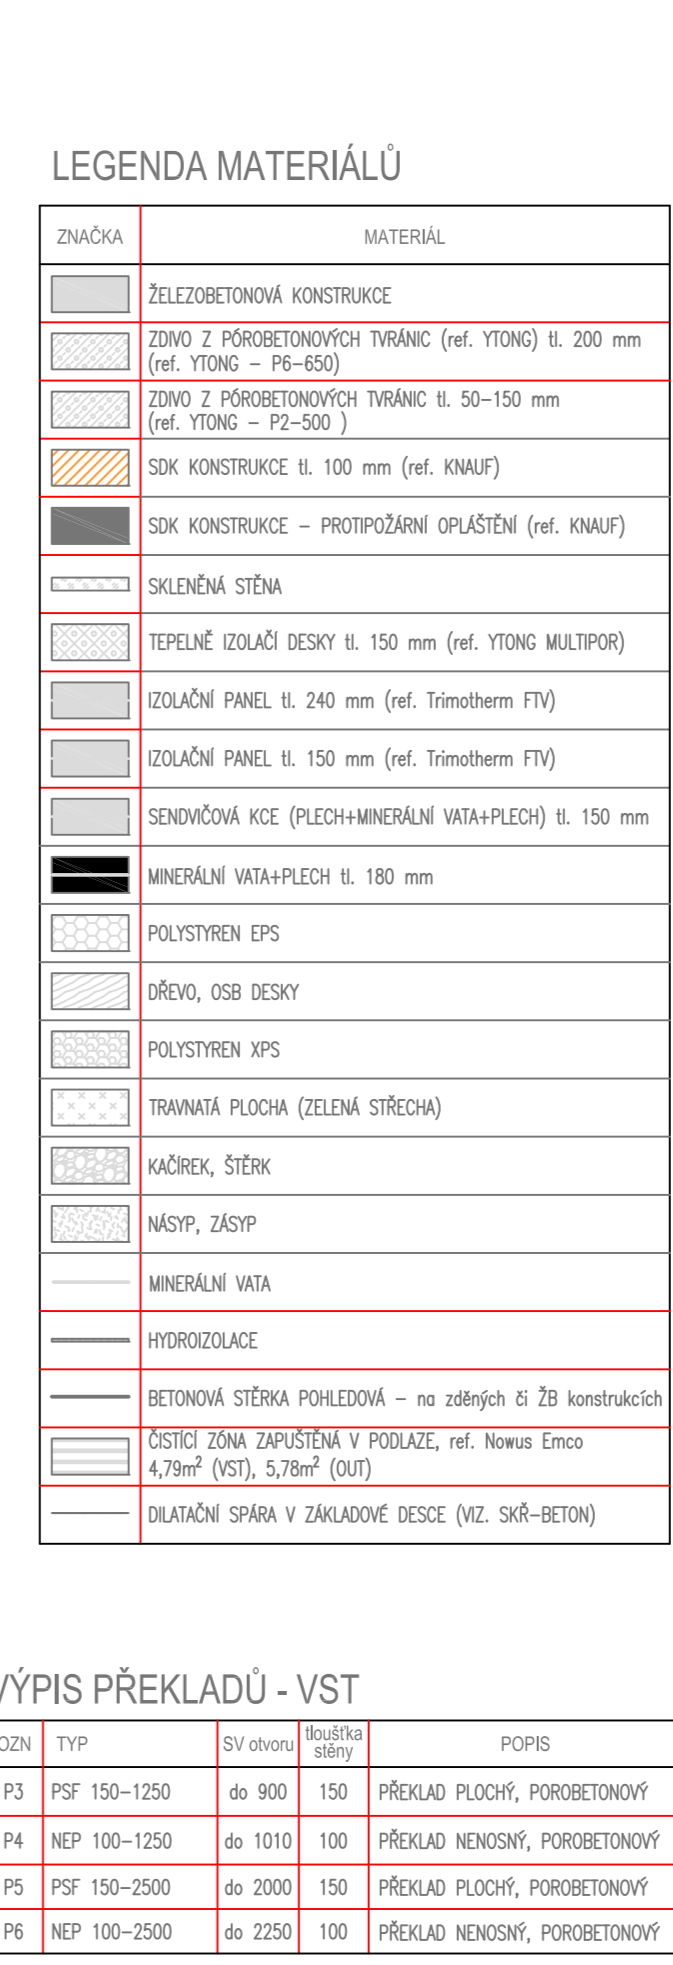 LEGENDA MATERIÁLŮ
ZNAČKA MATERIÁL
ŽELEZOBETONOVÁ KONSTRUKCE
ZDIVO Z PÓROBETONOVÝCH TVRÁNIC (ref. YTONG) tl. 200 mm
(ref. YTONG – P6–650)
ZDIVO Z PÓROBETONOVÝCH TVRÁNIC tl. 50–150 mm
(ref. YTONG – P2–500 )
SDK KONSTRUKCE tl. 100 mm (ref. KNAUF)
SDK KONSTRUKCE – PROTIPOŽÁRNÍ OPLÁŠTĚNÍ (ref. KNAUF)
SKLENĚNÁ STĚNA
TEPELNĚ IZOLAČÍ DESKY tl. 150 mm (ref. YTONG MULTIPOR)
IZOLAČNÍ PANEL tl. 240 mm (ref. Trimotherm FTV)
IZOLAČNÍ PANEL tl. 150 mm (ref. Trimotherm FTV)
SENDVIČOVÁ KCE (PLECH+MINERÁLNÍ VATA+PLECH) tl. 150 mm
MINERÁLNÍ VATA+PLECH tl. 180 mm
POLYSTYREN EPS
DŘEVO, OSB DESKY
POLYSTYREN XPS
TRAVNATÁ PLOCHA (ZELENÁ STŘECHA)
KAČÍREK, ŠTĚRK
NÁSYP, ZÁSYP
MINERÁLNÍ VATA
HYDROIZOLACE
BETONOVÁ STĚRKA POHLEDOVÁ – na zděných či ŽB konstrukcích
ČISTÍCÍ ZÓNA ZAPUŠTĚNÁ V PODLAZE, ref. Nowus Emco
4,79m² (VST), 5,78m² (OUT)
DILATAČNÍ SPÁRA V ZÁKLADOVÉ DESCE (VIZ. SKŘ–BETON)
VÝPIS PŘEKLADŮ - VST
OZN TYP SV otvoru tloušťka stěny POPIS
P3 PSF 150–1250 do 900 150 PŘEKLAD PLOCHÝ, POROBETONOVÝ
P4 NEP 100–1250 do 1010 100 PŘEKLAD NENOSNÝ, POROBETONOVÝ
P5 PSF 150–2500 do 2000 150 PŘEKLAD PLOCHÝ, POROBETONOVÝ
P6 NEP 100–2500 do 2250 100 PŘEKLAD NENOSNÝ, POROBETONOVÝ